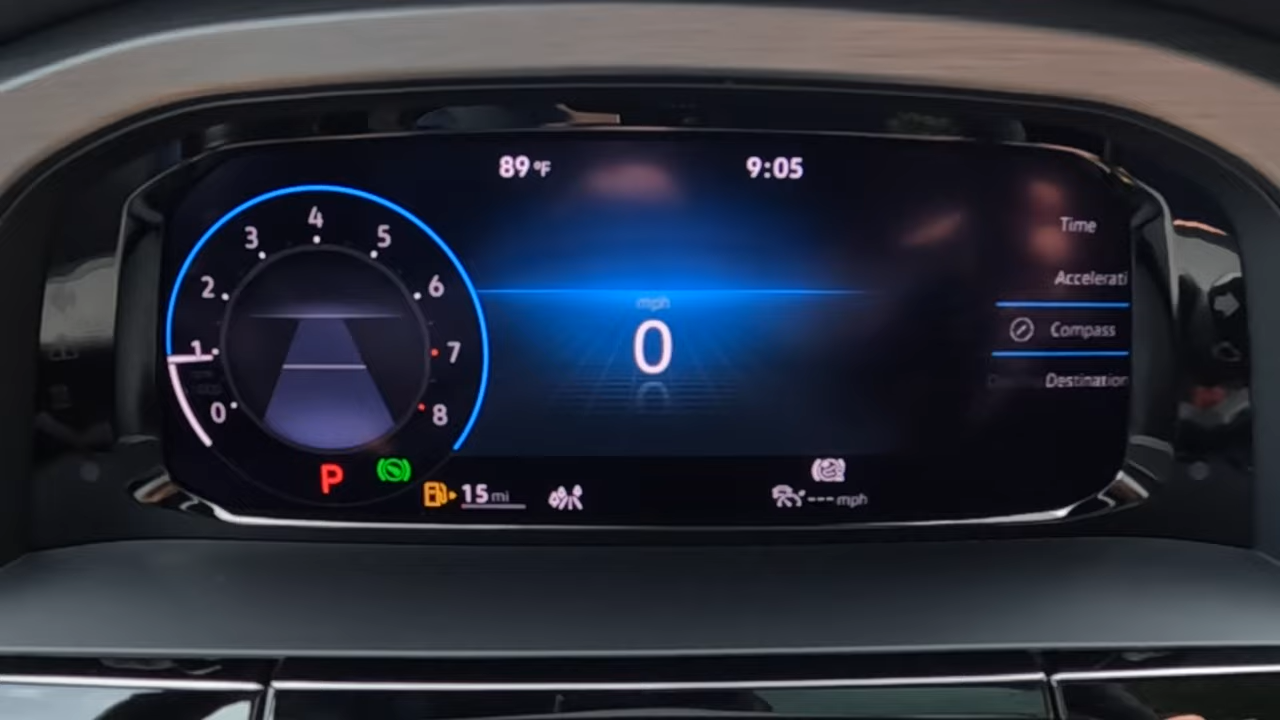 89°F
9:05
4
3
5
2
6
1
7
0
8
mph
0
Time
Accelerati
Compass
Destination
P
15 mi
--- mph